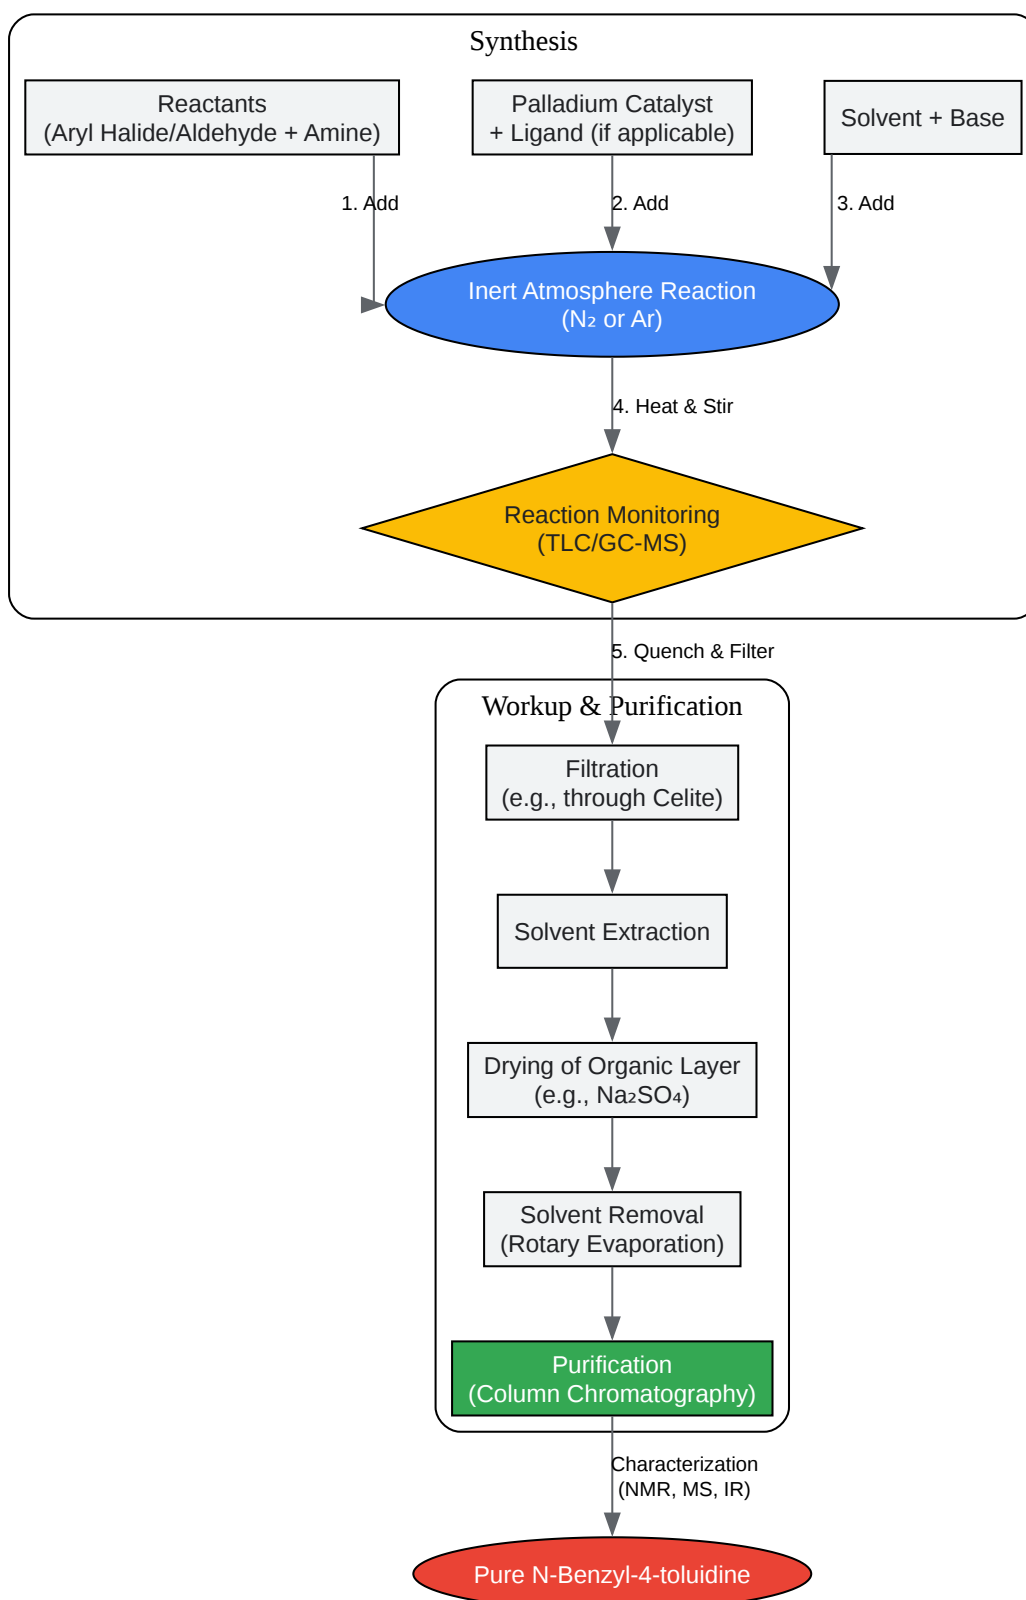 Synthesis
Reactants
(Aryl Halide/Aldehyde + Amine)
Palladium Catalyst
+ Ligand (if applicable)
Solvent + Base
1. Add
2. Add
3. Add
Inert Atmosphere Reaction
(N₂ or Ar)
4. Heat & Stir
Reaction Monitoring
(TLC/GC-MS)
5. Quench & Filter
Workup & Purification
Filtration
(e.g., through Celite)
Solvent Extraction
Drying of Organic Layer
(e.g., Na₂SO₄)
Solvent Removal
(Rotary Evaporation)
Purification
(Column Chromatography)
Characterization
(NMR, MS, IR)
Pure N-Benzyl-4-toluidine